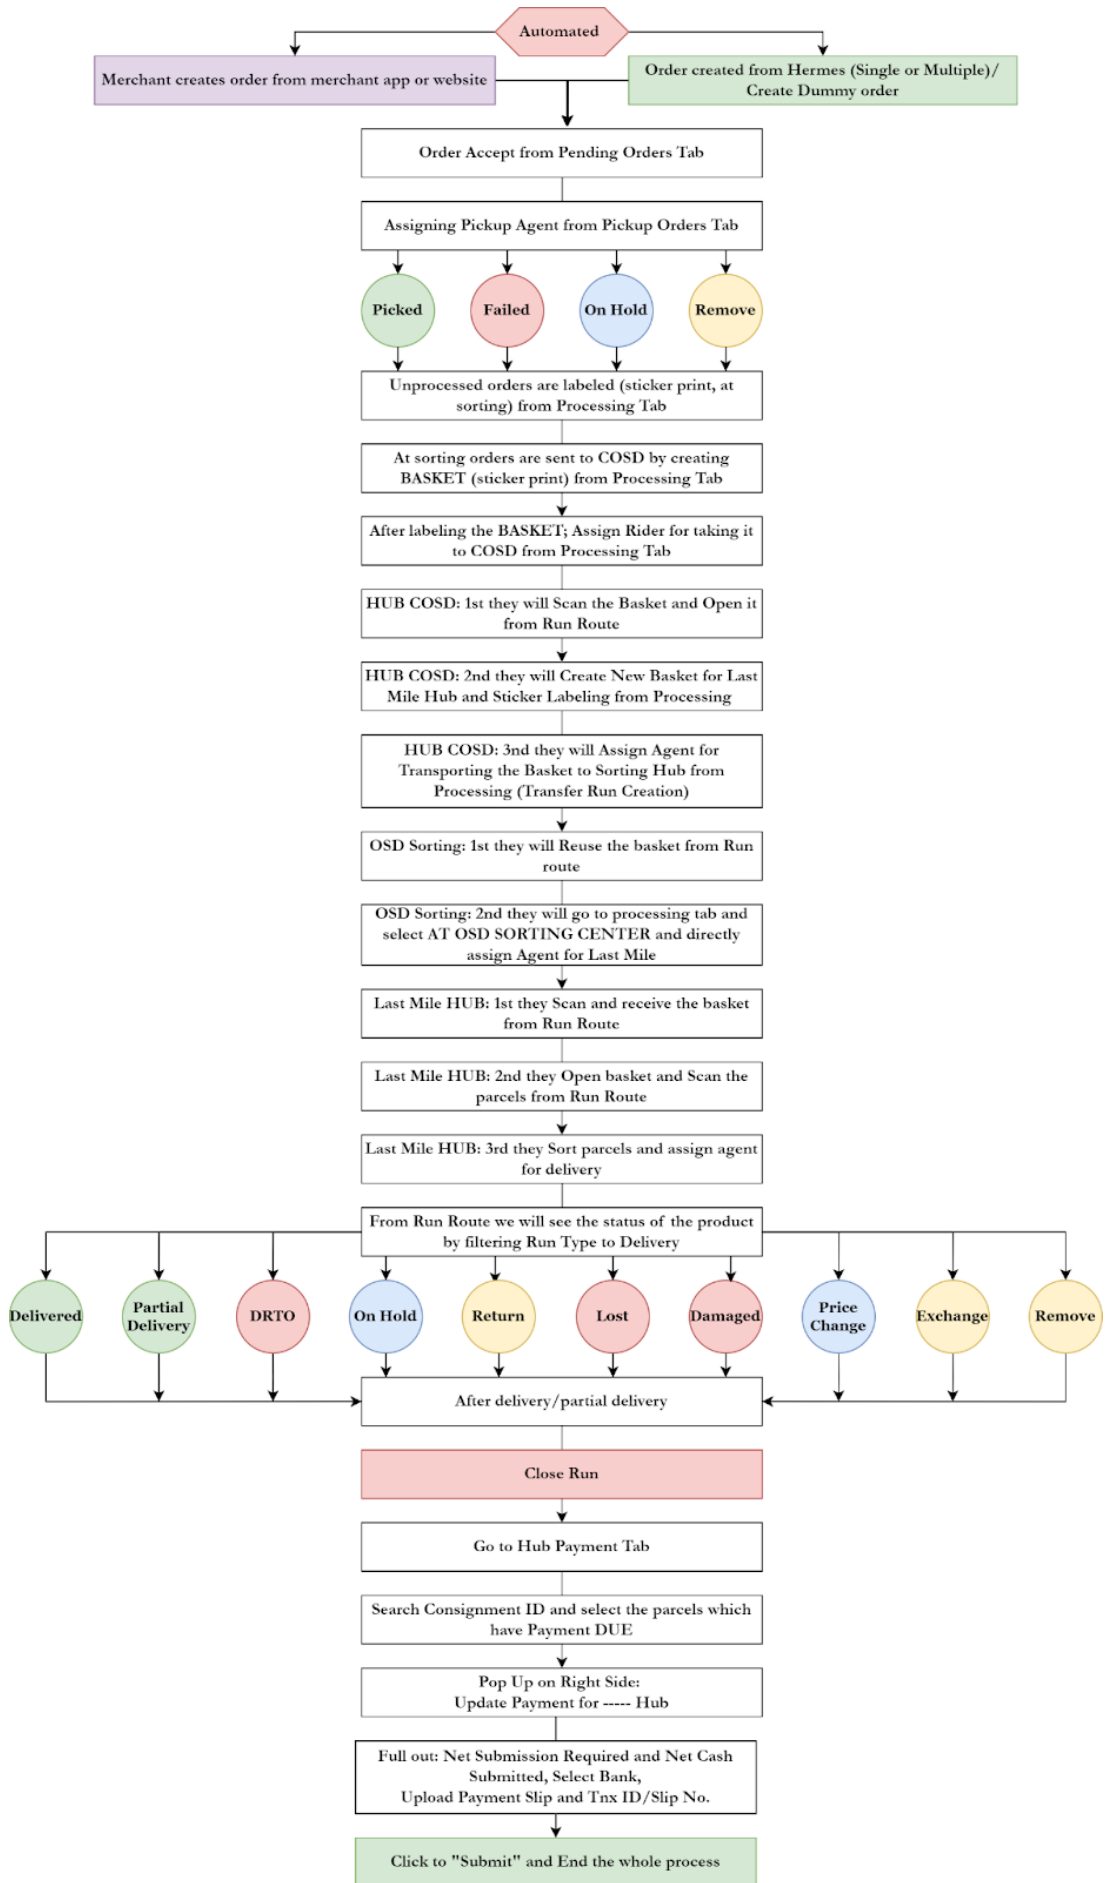 Automated
Merchant creates order from merchant app or website
Order created from Hermes (Single or Multiple)/
Create Dummy order
Order Accept from Pending Orders Tab
Assigning Pickup Agent from Pickup Orders Tab
Picked
Failed
On Hold
Remove
Unprocessed orders are labeled (sticker print, at
sorting) from Processing Tab
At sorting orders are sent to COSD by creating
BASKET (sticker print) from Processing Tab
After labeling the BASKET; Assign Rider for taking it
to COSD from Processing Tab
HUB COSD: 1st they will Scan the Basket and Open it
from Run Route
HUB COSD: 2nd they will Create New Basket for Last
Mile Hub and Sticker Labeling from Processing
HUB COSD: 3nd they will Assign Agent for
Transporting the Basket to Sorting Hub from
Processing (Transfer Run Creation)
OSD Sorting: 1st they will Reuse the basket from Run
route
OSD Sorting: 2nd they will go to processing tab and
select AT OSD SORTING CENTER and directly
assign Agent for Last Mile
Last Mile HUB: 1st they Scan and receive the basket
from Run Route
Last Mile HUB: 2nd they Open basket and Scan the
parcels from Run Route
Last Mile HUB: 3rd they Sort parcels and assign agent
for delivery
From Run Route we will see the status of the product
by filtering Run Type to Delivery
Delivered
Partial
Delivery
DRTO
On Hold
Return
Lost
Damaged
Price
Change
Exchange
Remove
After delivery/partial delivery
Close Run
Go to Hub Payment Tab
Search Consignment ID and select the parcels which
have Payment DUE
Pop Up on Right Side:
Update Payment for ----- Hub
Full out: Net Submission Required and Net Cash
Submitted, Select Bank,
Upload Payment Slip and Tnx ID/Slip No.
Click to "Submit" and End the whole process